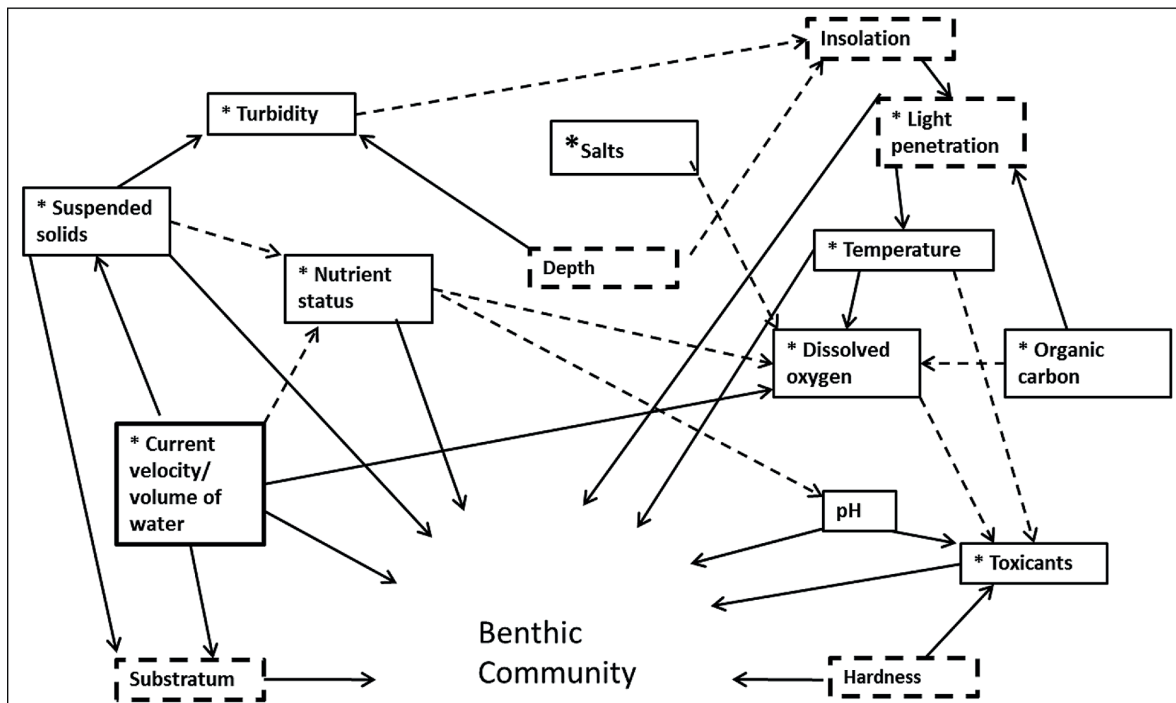 Insolation
* Turbidity
* Light
penetration
*Salts
* Suspended
solids
* Temperature
Depth
* Nutrient
status
* Dissolved
oxygen
* Organic
carbon
* Current
velocity/
volume of
water
pH
* Toxicants
Benthic
Community
Substratum
Hardness